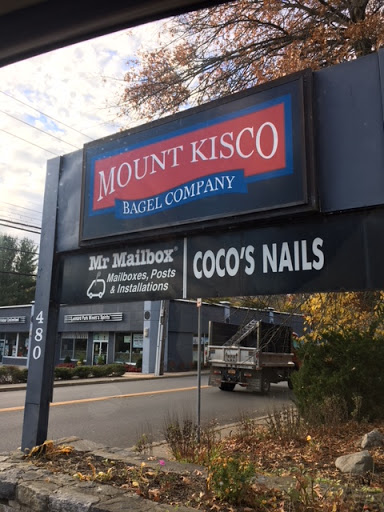 MOUNT KISCO
BAGEL COMPANY
Mr Mailbox®
Mailboxes, Posts
& Installations
COCO'S NAILS
480